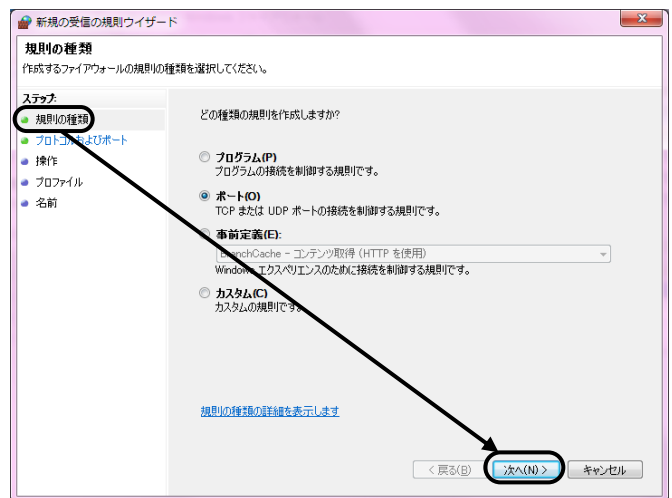 新規の受信の規則ウィザード
規則の種類
作成するファイアウォールの規則の種類を選択してください。
ステップ:
規則の種類
プロトコルおよびポート
操作
プロファイル
名前
どの種類の規則を作成しますか?
プログラム(P)
プログラムの接続を制御する規則です。
ポート(O)
TCP または UDP ポートの接続を制御する規則です。
事前定義(E):
BranchCache - コンテンツ取得 (HTTP を使用)
Windows エクスペリエンスのために接続を制御する規則です。
カスタム(C)
カスタムの規則です。
規則の種類の詳細を表示します
< 戻る(B)
次へ(N) >
キャンセル